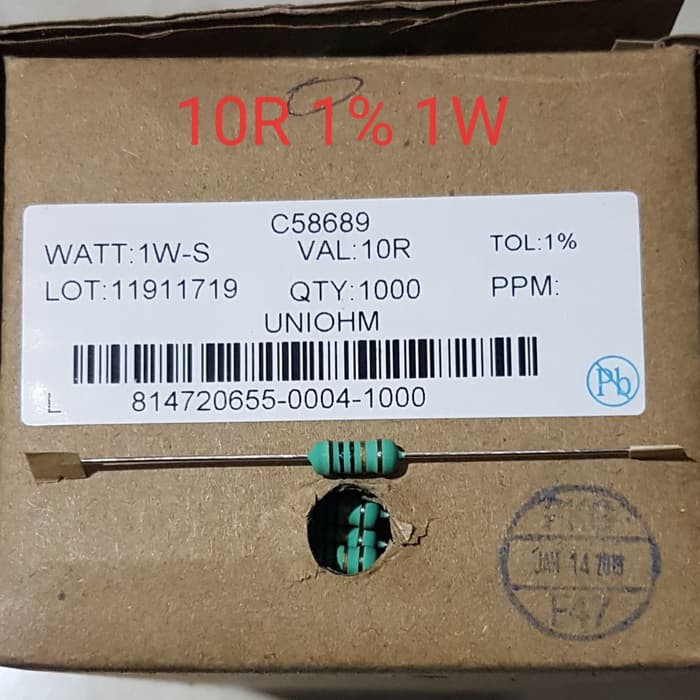 10R 1% 1W
C58689
WATT:1W-S VAL:10R TOL:1%
LOT:11911719 QTY:1000 PPM:
UNIOHM
Pb
L 814720655-0004-1000
JAN 14 2019
F47